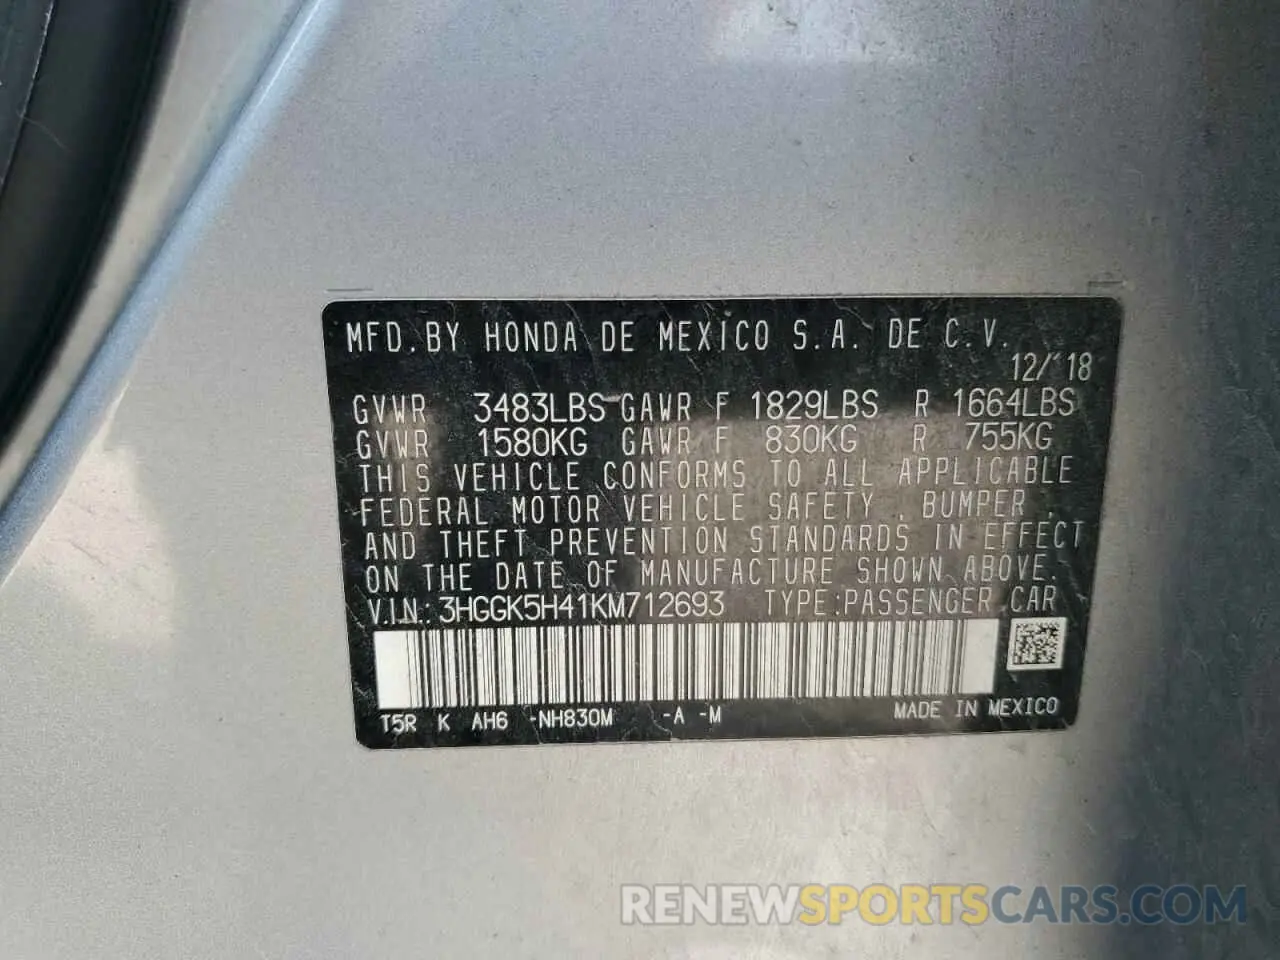 MFD. BY HONDA DE MEXICO S.A. DE C.V.
12/'18
GVWR 3483LBS GAWR F 1829LBS R 1664LBS
GVWR 1580KG GAWR F 830KG R 755KG
THIS VEHICLE CONFORMS TO ALL APPLICABLE
FEDERAL MOTOR VEHICLE SAFETY, BUMPER,
AND THEFT PREVENTION STANDARDS IN EFFECT
ON THE DATE OF MANUFACTURE SHOWN ABOVE.
V.I.N.:3HGGK5H41KM712693 TYPE:PASSENGER CAR
T5R K AH6 -NH830M -A -M MADE IN MEXICO
RENEWSPORTSCARS.COM